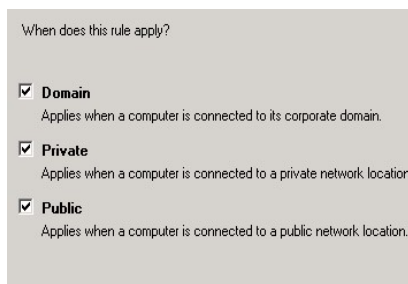 When does this rule apply?
Domain
Applies when a computer is connected to its corporate domain.
Private
Applies when a computer is connected to a private network location
Public
Applies when a computer is connected to a public network location.